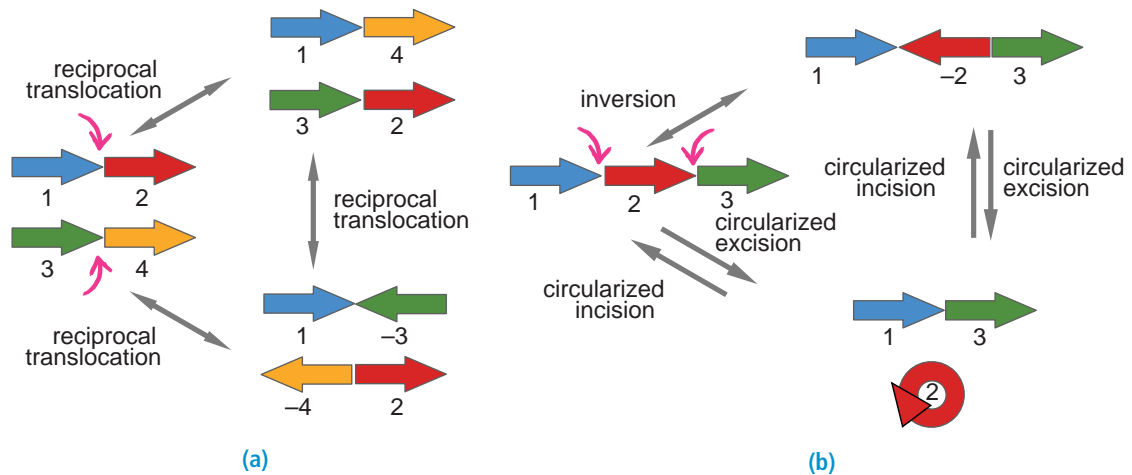 1 4
reciprocal
translocation
3 2
1 2
reciprocal
translocation
3 4
reciprocal
translocation
1 –3
–4 2
(a)
1 –2 3
inversion
circularized
incision
circularized
excision
1 2 3
circularized
excision
circularized
incision
1 3
2
(b)